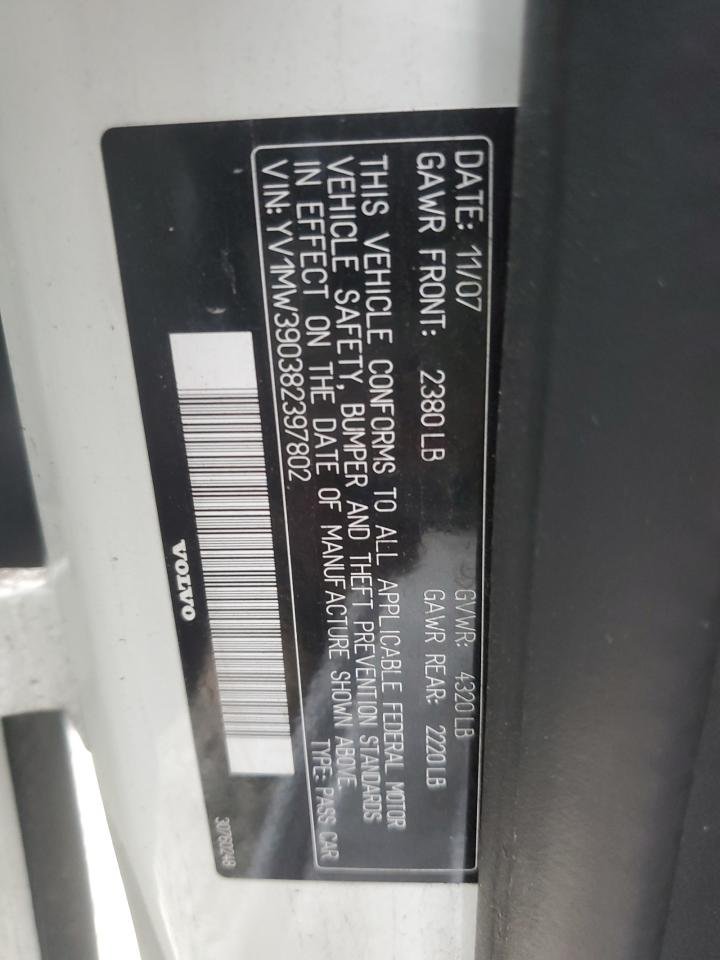 DATE: 11/07 GVWR: 4320 LB
GAWR FRONT: 2380 LB GAWR REAR: 2220 LB
THIS VEHICLE CONFORMS TO ALL APPLICABLE FEDERAL MOTOR
VEHICLE SAFETY, BUMPER AND THEFT PREVENTION STANDARDS
IN EFFECT ON THE DATE OF MANUFACTURE SHOWN ABOVE.
VIN: YV1MW390382397802 TYPE: PASS CAR
VOLVO
30760248